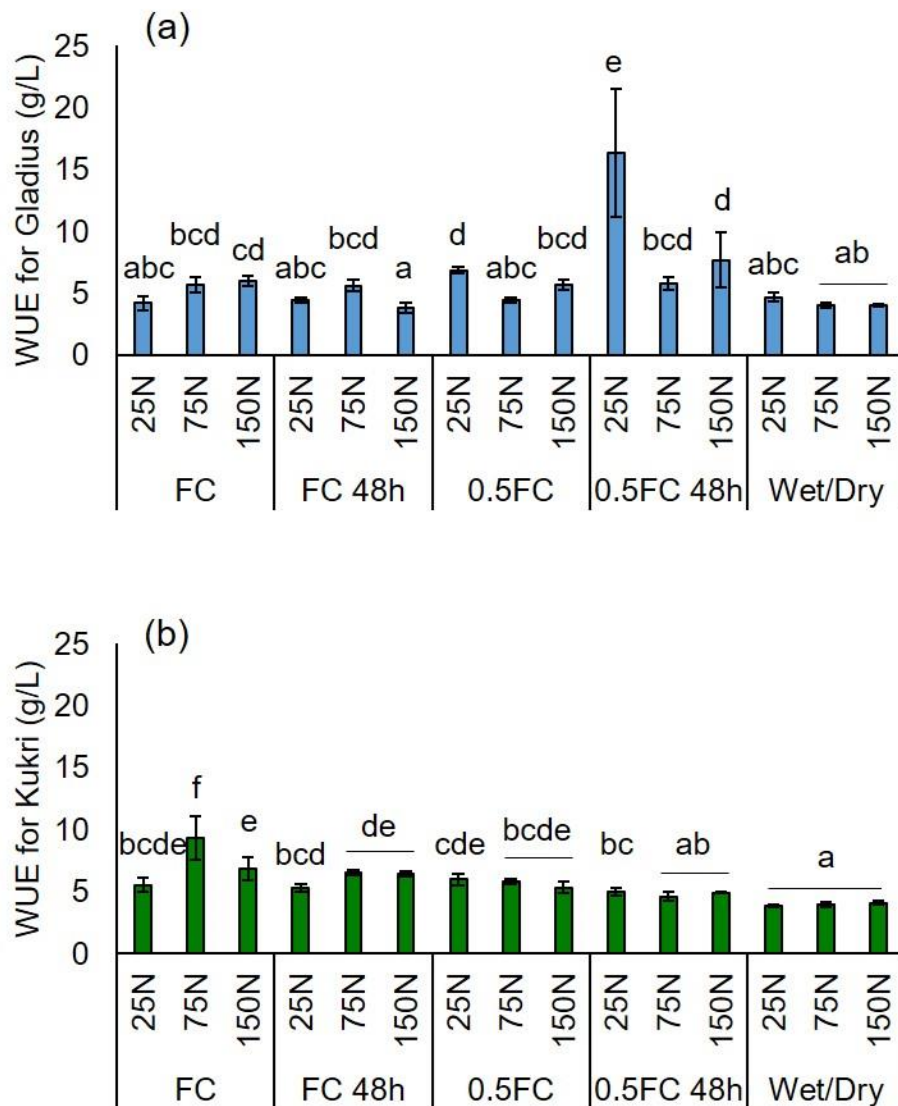 (a)
WUE for Gladius (g/L)
25
20
15
10
5
0
abc
bcd
cd
abc
bcd
a
d
abc
bcd
e
bcd
d
abc
ab
25N
75N
150N
25N
75N
150N
25N
75N
150N
25N
75N
150N
25N
75N
150N
FC
FC 48h
0.5FC
0.5FC 48h
Wet/Dry
(b)
WUE for Kukri (g/L)
25
20
15
10
5
0
bcde
f
e
bcd
de
cde
bcde
bc
ab
a
25N
75N
150N
25N
75N
150N
25N
75N
150N
25N
75N
150N
25N
75N
150N
FC
FC 48h
0.5FC
0.5FC 48h
Wet/Dry